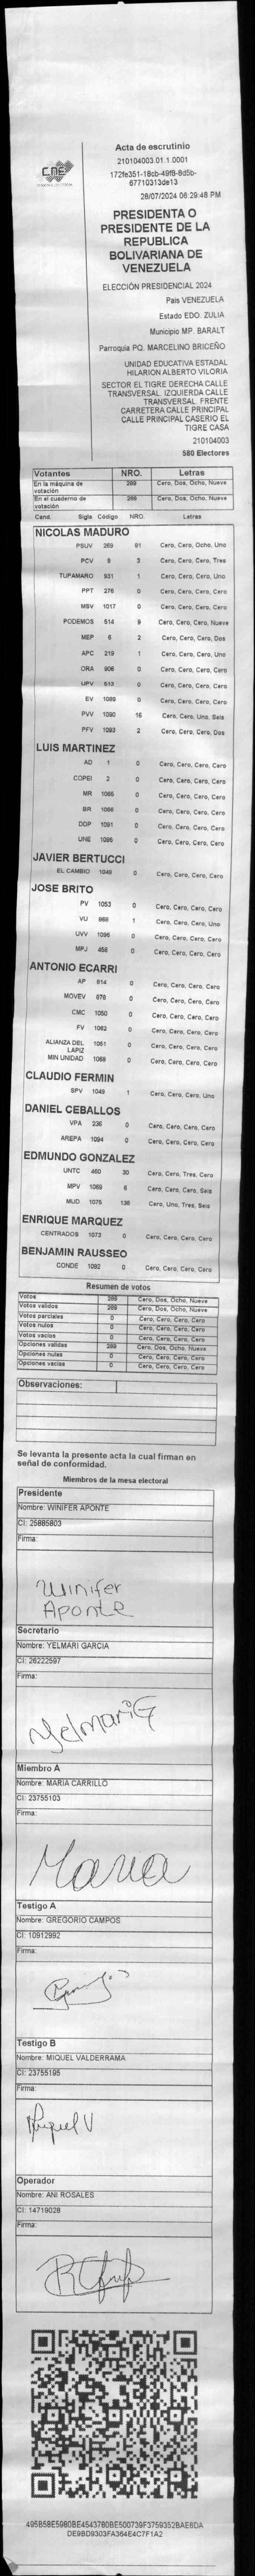 CNE
Acta de escrutinio
210104003.01.1.0001
172fe351-18cb-49f8-8d5b-
67710313de13
28/07/2024 06:29:48 PM
PRESIDENTA O
PRESIDENTE DE LA
REPUBLICA
BOLIVARIANA DE
VENEZUELA
ELECCIÓN PRESIDENCIAL 2024
Pais VENEZUELA
Estado EDO. ZULIA
Municipio MP. BARALT
Parroquia PQ. MARCELINO BRICEÑO
UNIDAD EDUCATIVA ESTADAL
HILARION ALBERTO VILORIA
SECTOR EL TIGRE DERECHA CALLE
TRANSVERSAL. IZQUIERDA CALLE
TRANSVERSAL. FRENTE
CARRETERA CALLE PRINCIPAL
CALLE PRINCIPAL CASERIO EL
TIGRE CASA
210104003
580 Electores
Votantes NRO. Letras
En la máquina de votación 289 Cero, Dos, Ocho, Nueve
En el cuaderno de votación 289 Cero, Dos, Ocho, Nueve
Cand. Sigla Código NRO. Letras
NICOLAS MADURO
PSUV 269 81 Cero, Cero, Ocho, Uno
PCV 3 Cero, Cero, Cero, Tres
TUPAMARO 931 1 Cero, Cero, Cero, Uno
PPT 276 0 Cero, Cero, Cero, Cero
MSV 1017 0 Cero, Cero, Cero, Cero
PODEMOS 514 9 Cero, Cero, Cero, Nueve
MEP 6 2 Cero, Cero, Cero, Dos
APC 219 1 Cero, Cero, Cero, Uno
ORA 906 0 Cero, Cero, Cero, Cero
UPV 513 0 Cero, Cero, Cero, Cero
EV 1089 0 Cero, Cero, Cero, Cero
PVV 1090 16 Cero, Cero, Uno, Seis
PFV 1093 2 Cero, Cero, Cero, Dos
LUIS MARTINEZ
AD 1 0 Cero, Cero, Cero, Cero
COPEI 2 0 Cero, Cero, Cero, Cero
MR 1065 0 Cero, Cero, Cero, Cero
BR 1066 0 Cero, Cero, Cero, Cero
DDP 1091 0 Cero, Cero, Cero, Cero
UNE 1095 0 Cero, Cero, Cero, Cero
JAVIER BERTUCCI
EL CAMBIO 1049 0 Cero, Cero, Cero, Cero
JOSE BRITO
PV 1053 0 Cero, Cero, Cero, Cero
VU 968 1 Cero, Cero, Cero, Uno
UVV 1096 0 Cero, Cero, Cero, Cero
MPJ 458 0 Cero, Cero, Cero, Cero
ANTONIO ECARRI
AP 814 0 Cero, Cero, Cero, Cero
MOVEV 978 0 Cero, Cero, Cero, Cero
CMC 1050 0 Cero, Cero, Cero, Cero
FV 1062 0 Cero, Cero, Cero, Cero
ALIANZA DEL LAPIZ 1051 0 Cero, Cero, Cero, Cero
MIN UNIDAD 1068 0 Cero, Cero, Cero, Cero
CLAUDIO FERMIN
SPV 1049 1 Cero, Cero, Cero, Uno
DANIEL CEBALLOS
VPA 236 0 Cero, Cero, Cero, Cero
AREPA 1094 0 Cero, Cero, Cero, Cero
EDMUNDO GONZALEZ
UNTC 460 30 Cero, Cero, Tres, Cero
MPV 1069 6 Cero, Cero, Cero, Seis
MUD 1075 136 Cero, Uno, Tres, Seis
ENRIQUE MARQUEZ
CENTRADOS 1073 0 Cero, Cero, Cero, Cero
BENJAMIN RAUSSEO
CONDE 1092 0 Cero, Cero, Cero, Cero
Resumen de votos
Votos 289 Cero, Dos, Ocho, Nueve
Votos validos 289 Cero, Dos, Ocho, Nueve
Votos parciales 0 Cero, Cero, Cero, Cero
Votos nulos 0 Cero, Cero, Cero, Cero
Votos vacios 0 Cero, Cero, Cero, Cero
Opciones validas 289 Cero, Dos, Ocho, Nueve
Opciones nulas 0 Cero, Cero, Cero, Cero
Opciones vacias 0 Cero, Cero, Cero, Cero
Observaciones:
Se levanta la presente acta la cual firman en
señal de conformidad.
Miembros de la mesa electoral
Presidente
Nombre: WINIFER APONTE
CI: 25885803
Firma:
Winifer
Aponte
Secretario
Nombre: YELMARI GARCIA
CI: 26222597
Firma:
Yelmari G
Miembro A
Nombre: MARIA CARRILLO
CI: 23755103
Firma:
Maria
Testigo A
Nombre: GREGORIO CAMPOS
CI: 10912992
Firma:
Testigo B
Nombre: MIQUEL VALDERRAMA
CI: 23755195
Firma:
Miquel V
Operador
Nombre: ANI ROSALES
CI: 14719028
Firma:
495B58E5980BE4543780BE500739F3759352BAE6DA
DE9BD9303FA364E4C7F1A2